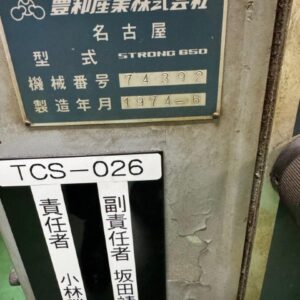 豊和産業株式会社
名古屋
型式 STRONG 650
機械番号 74392
製造年月 1974-6
TCS-026
副責任者 坂田
責任者 小林